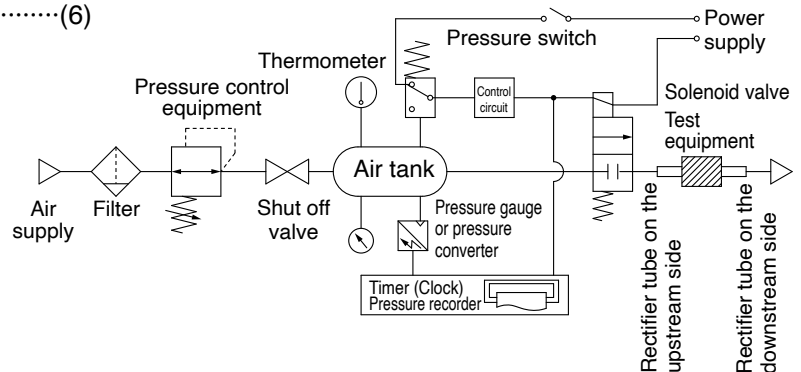 ········(6)
Power
supply
Pressure switch
Thermometer
Pressure control
equipment
Control
circuit
Solenoid valve
Test
equipment
Air tank
Air
supply
Filter
Shut off
valve
Pressure gauge
or pressure
converter
Timer (Clock)
Pressure recorder
Rectifier tube on the
upstream side
Rectifier tube on the
downstream side